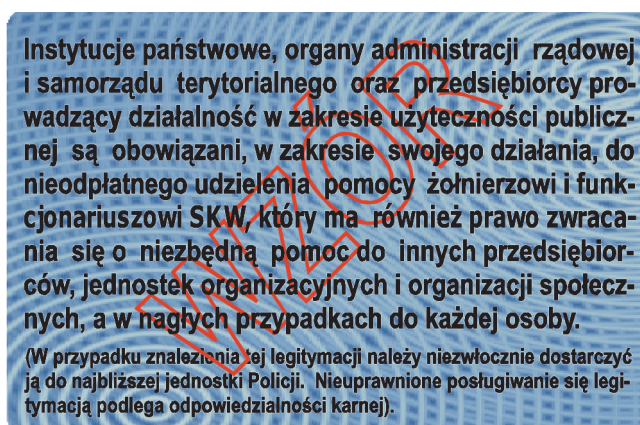 Instytucje państwowe, organy administracji rządowej
i samorządu terytorialnego oraz przedsiębiorcy pro-
wadzący działalność w zakresie użyteczności publicz-
nej są obowiązani, w zakresie swojego działania, do
nieodpłatnego udzielenia pomocy żołnierzowi i funk-
cjonariuszowi SKW, który ma również prawo zwraca-
nia się o niezbędną pomoc do innych przedsiębior-
ców, jednostek organizacyjnych i organizacji społecz-
nych, a w nagłych przypadkach do każdej osoby.
(W przypadku znalezienia tej legitymacji należy niezwłocznie dostarczyć
ją do najbliższej jednostki Policji. Nieuprawnione posługiwanie się legi-
tymacją podlega odpowiedzialności karnej).
WZÓR